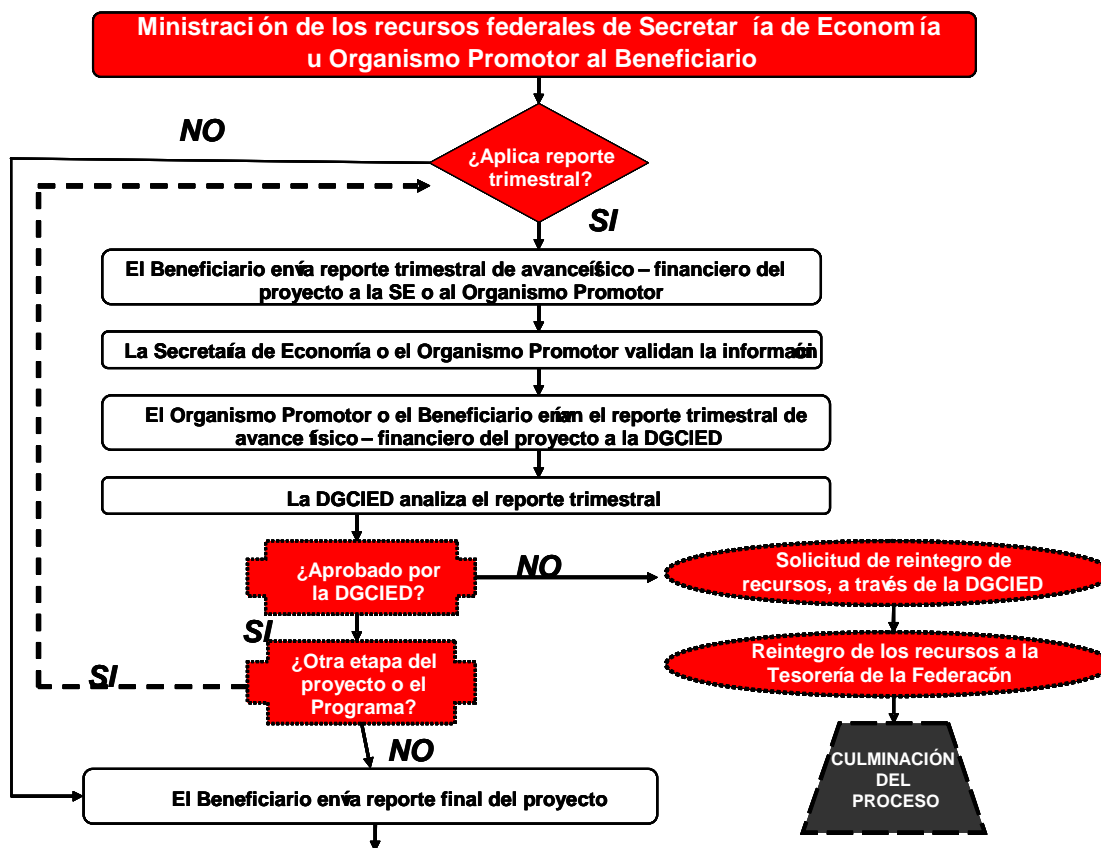 Ministración de los recursos federales de Secretar ía de Econom ía
u Organismo Promotor al Beneficiario
NO
¿Aplica reporte
trimestral?
SI
El Beneficiario envía reporte trimestral de avance físico – financiero del
proyecto a la SE o al Organismo Promotor
La Secretaría de Economía o el Organismo Promotor validan la información
El Organismo Promotor o el Beneficiario envían el reporte trimestral de
avance físico – financiero del proyecto a la DGCIED
La DGCIED analiza el reporte trimestral
¿Aprobado por
la DGCIED?
NO
Solicitud de reintegro de
recursos, a través de la DGCIED
SI
¿Otra etapa del
proyecto o el
Programa?
SI
Reintegro de los recursos a la
Tesorería de la Federación
NO
CULMINACIÓN
DEL
PROCESO
El Beneficiario envía reporte final del proyecto